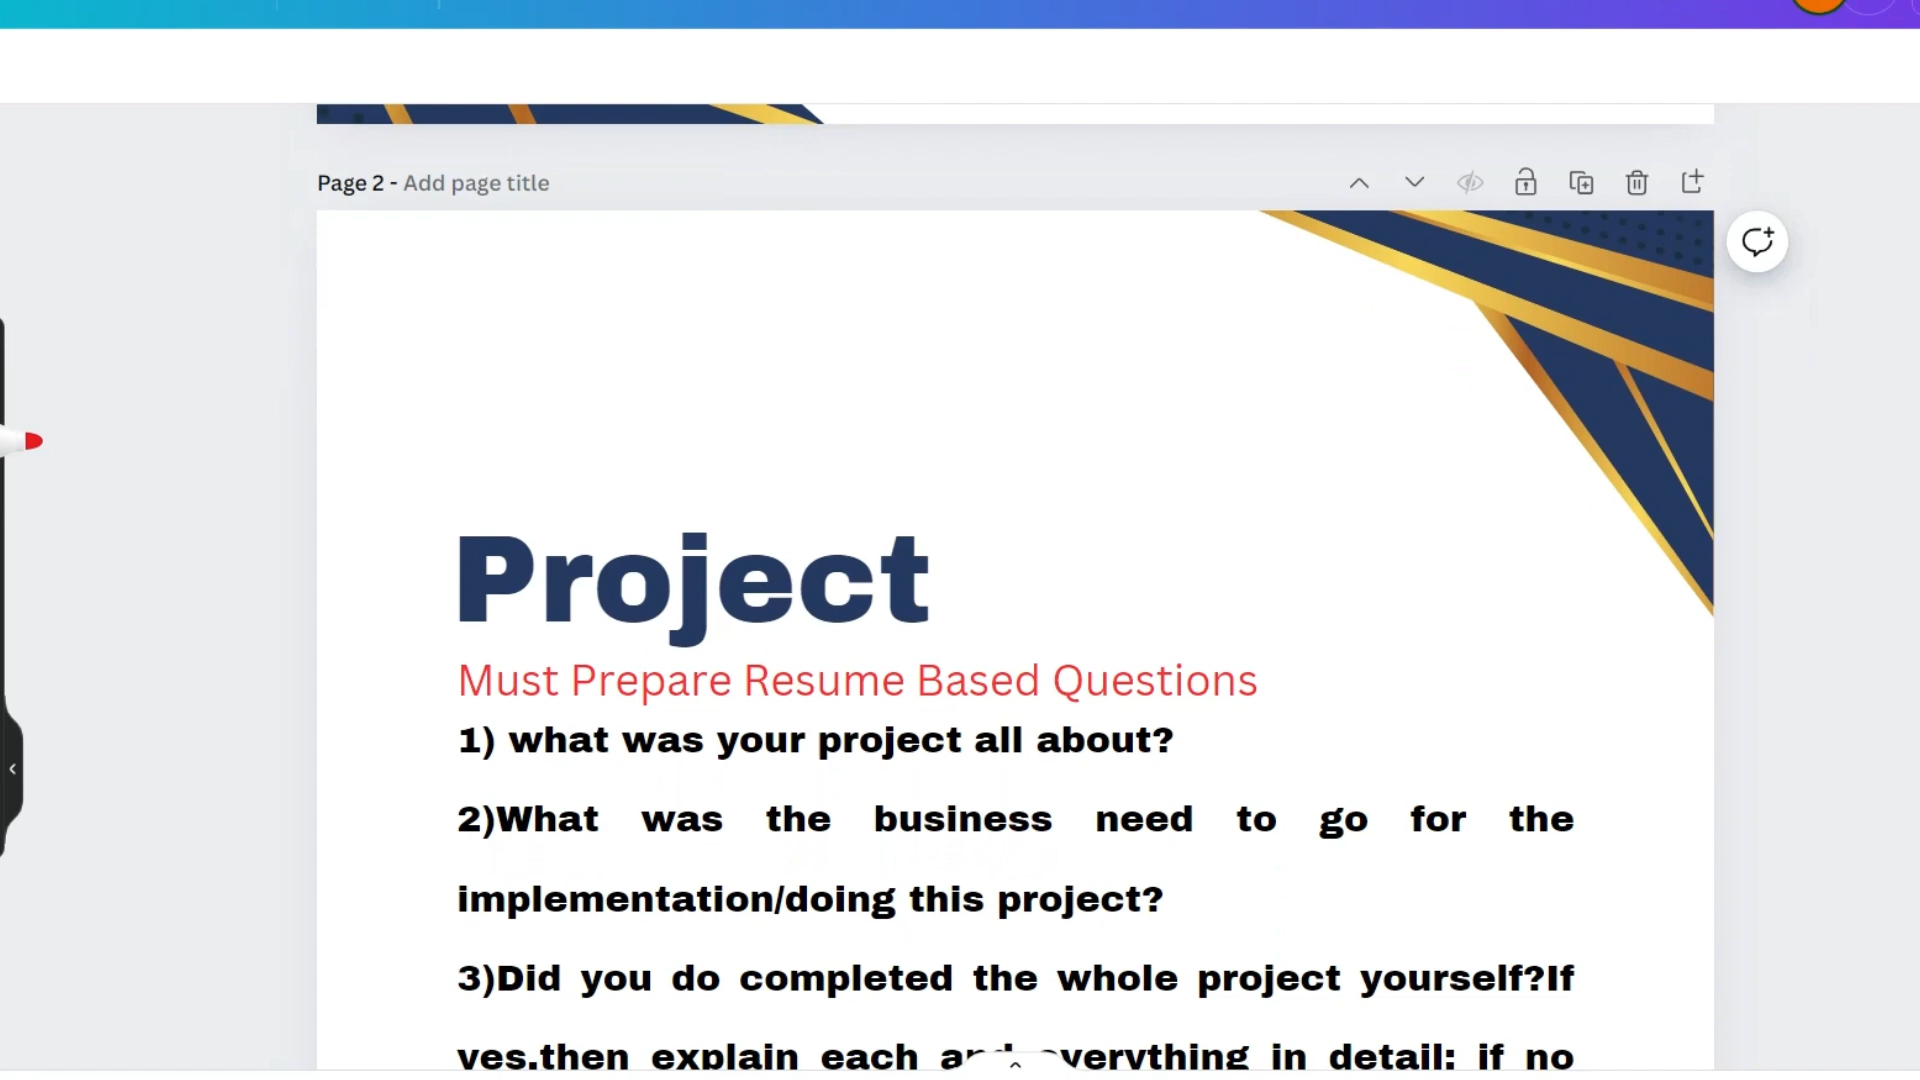 Page 2 - Add page title
Project
Must Prepare Resume Based Questions
1) what was your project all about?
2)What was the business need to go for the
implementation/doing this project?
3)Did you do completed the whole project yourself?If
yes,then explain each and everything in detail; if no